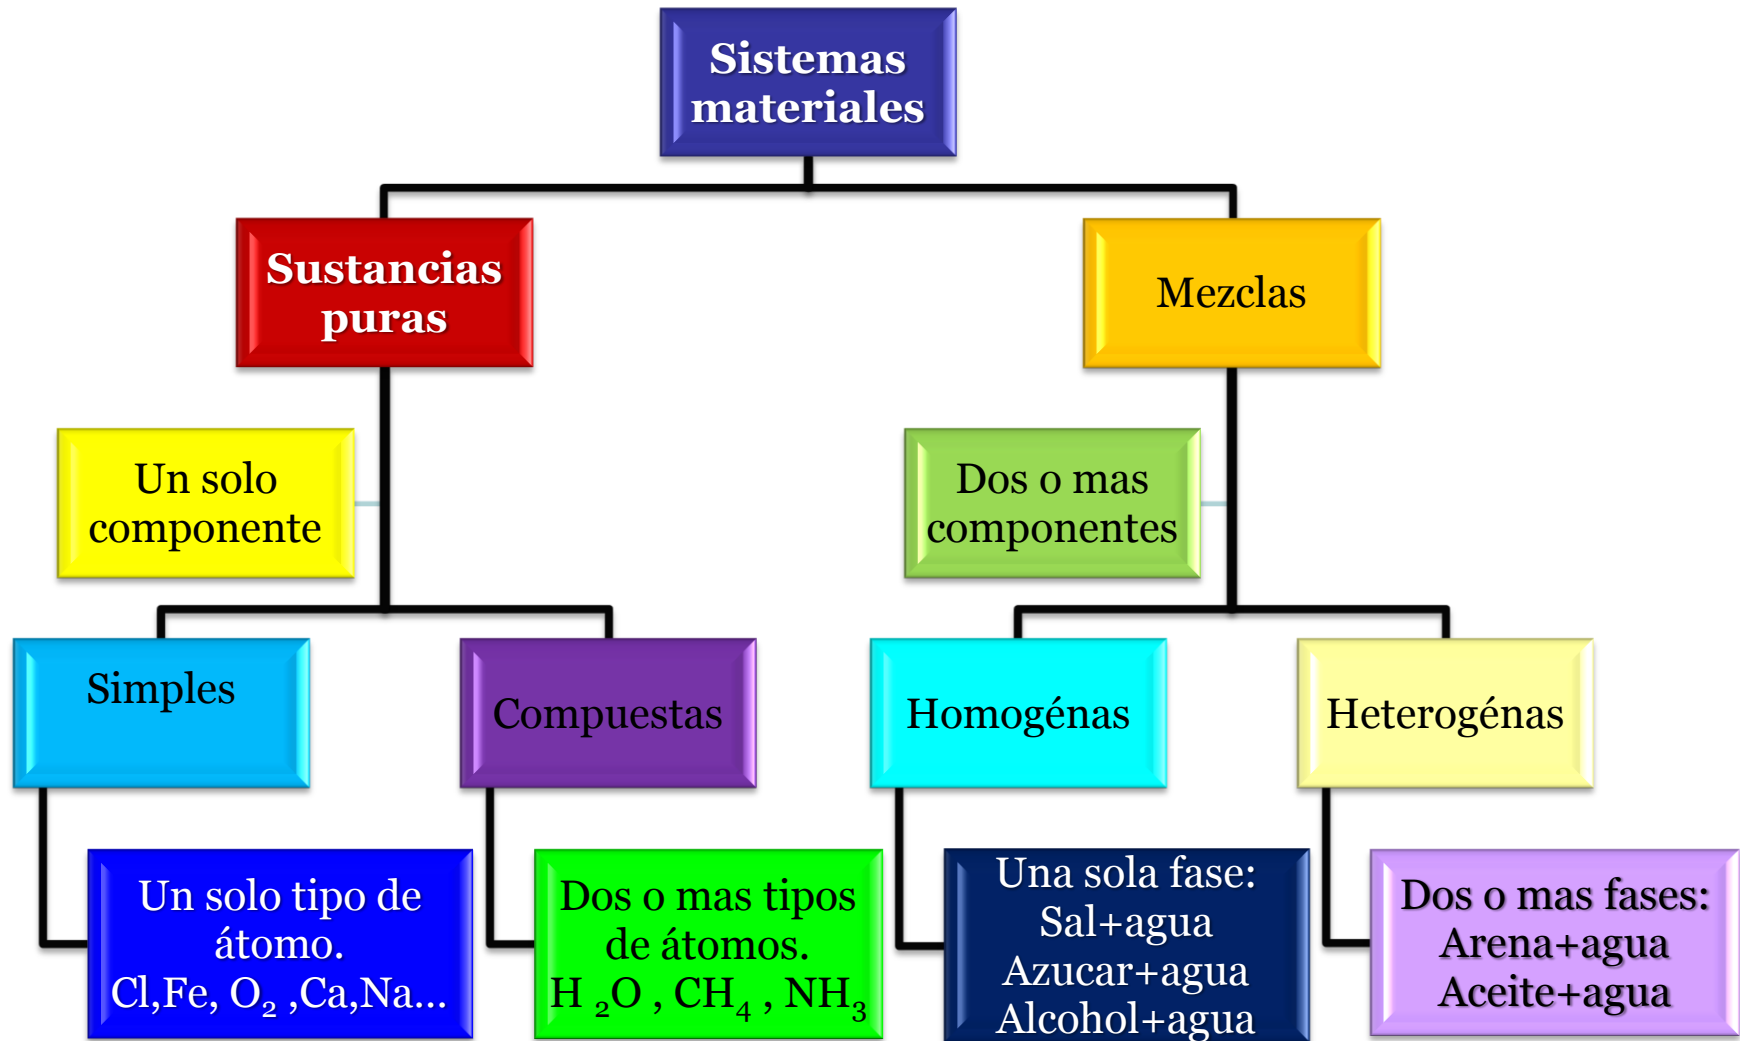 Sistemas
materiales
Sustancias
puras
Mezclas
Un solo
componente
Dos o mas
componentes
Simples
Compuestas
Homogénas
Heterogénas
Un solo tipo de
átomo.
Cl,Fe, O₂ ,Ca,Na...
Dos o mas tipos
de átomos.
H ₂O , CH₄ , NH₃
Una sola fase:
Sal+agua
Azucar+agua
Alcohol+agua
Dos o mas fases:
Arena+agua
Aceite+agua